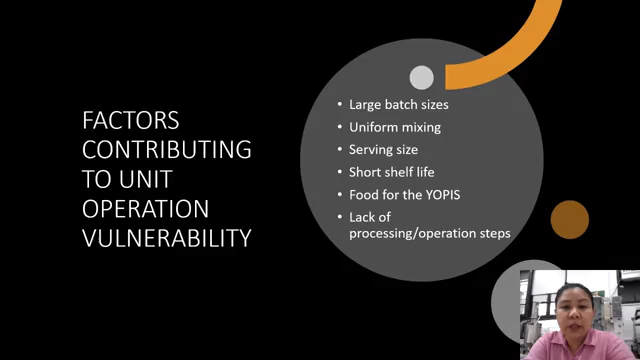 FACTORS
CONTRIBUTING
TO UNIT
OPERATION
VULNERABILITY
• Large batch sizes
• Uniform mixing
• Serving size
• Short shelf life
• Food for the YOPIS
• Lack of
processing/operation steps